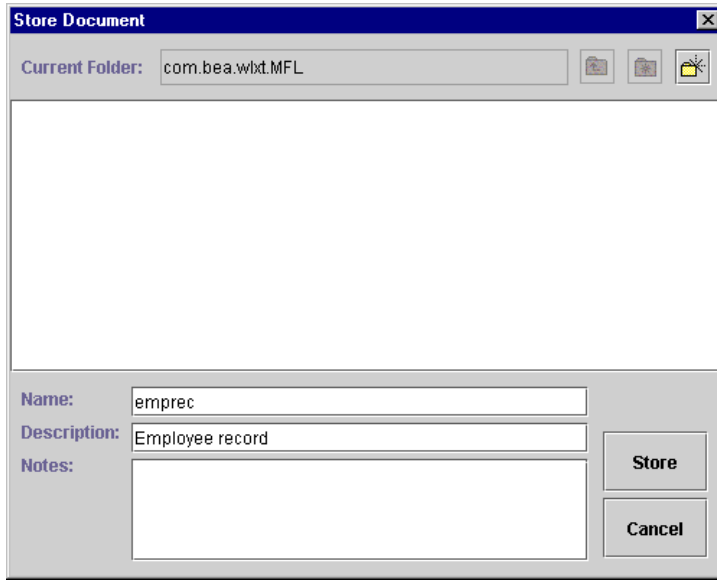 Store Document
Current Folder: com.bea.wlxt.MFL
Name: emprec
Description: Employee record
Notes:
Store
Cancel